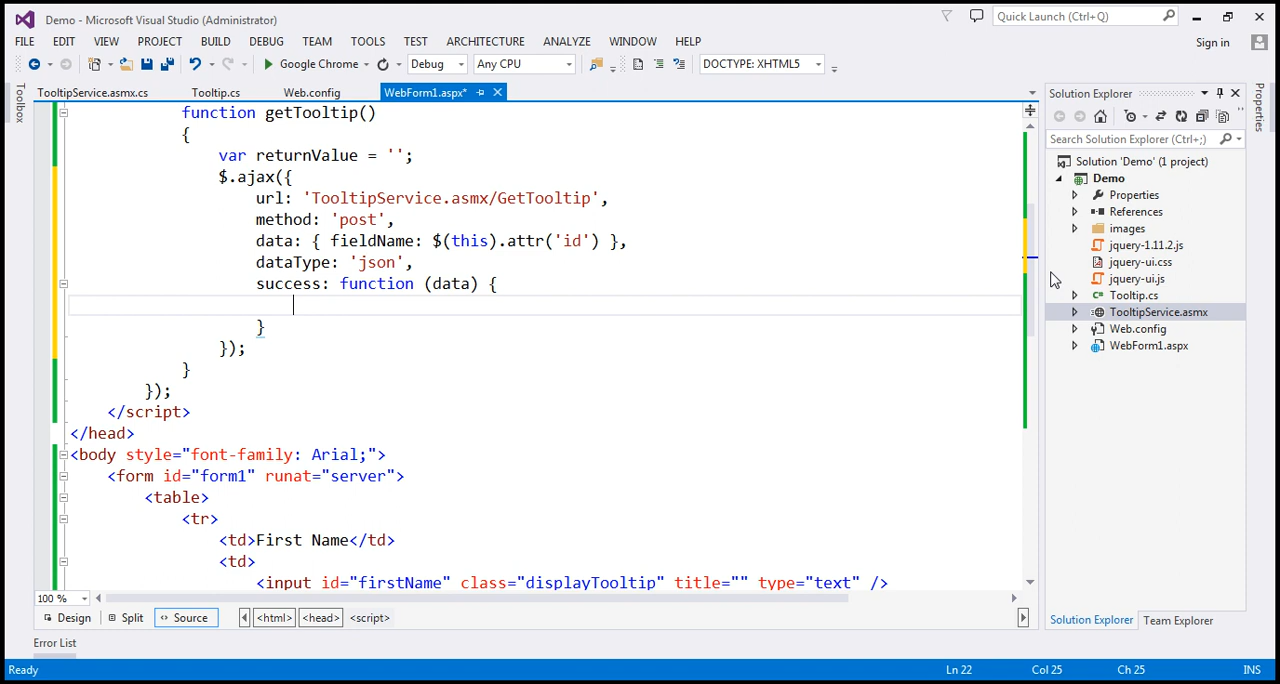 Demo - Microsoft Visual Studio (Administrator)
Quick Launch (Ctrl+Q)
FILE EDIT VIEW PROJECT BUILD DEBUG TEAM TOOLS TEST ARCHITECTURE ANALYZE WINDOW HELP
Sign in
Google Chrome Debug Any CPU DOCTYPE: XHTML5
Toolbox
TooltipService.asmx.cs Tooltip.cs Web.config WebForm1.aspx*
function getTooltip()
{
var returnValue = '';
$.ajax({
url: 'TooltipService.asmx/GetTooltip',
method: 'post',
data: { fieldName: $(this).attr('id') },
dataType: 'json',
success: function (data) {
}
});
}
});
</script>
</head>
<body style="font-family: Arial;">
<form id="form1" runat="server">
<table>
<tr>
<td>First Name</td>
<td>
<input id="firstName" class="displayTooltip" title="" type="text" />
100 %
Design Split Source <html> <head> <script>
Error List
Solution Explorer
Search Solution Explorer (Ctrl+;)
Solution 'Demo' (1 project)
Demo
Properties
References
images
jquery-1.11.2.js
jquery-ui.css
jquery-ui.js
Tooltip.cs
TooltipService.asmx
Web.config
WebForm1.aspx
Solution Explorer Team Explorer
Properties
Ready Ln 22 Col 25 Ch 25 INS